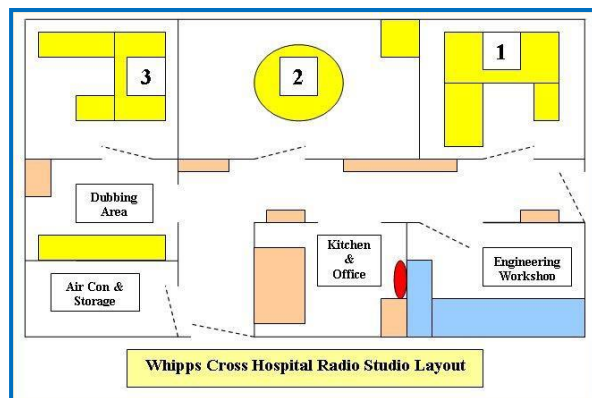 3
2
1
Dubbing
Area
Kitchen
&
Office
Engineering
Workshop
Air Con &
Storage
Whipps Cross Hospital Radio Studio Layout